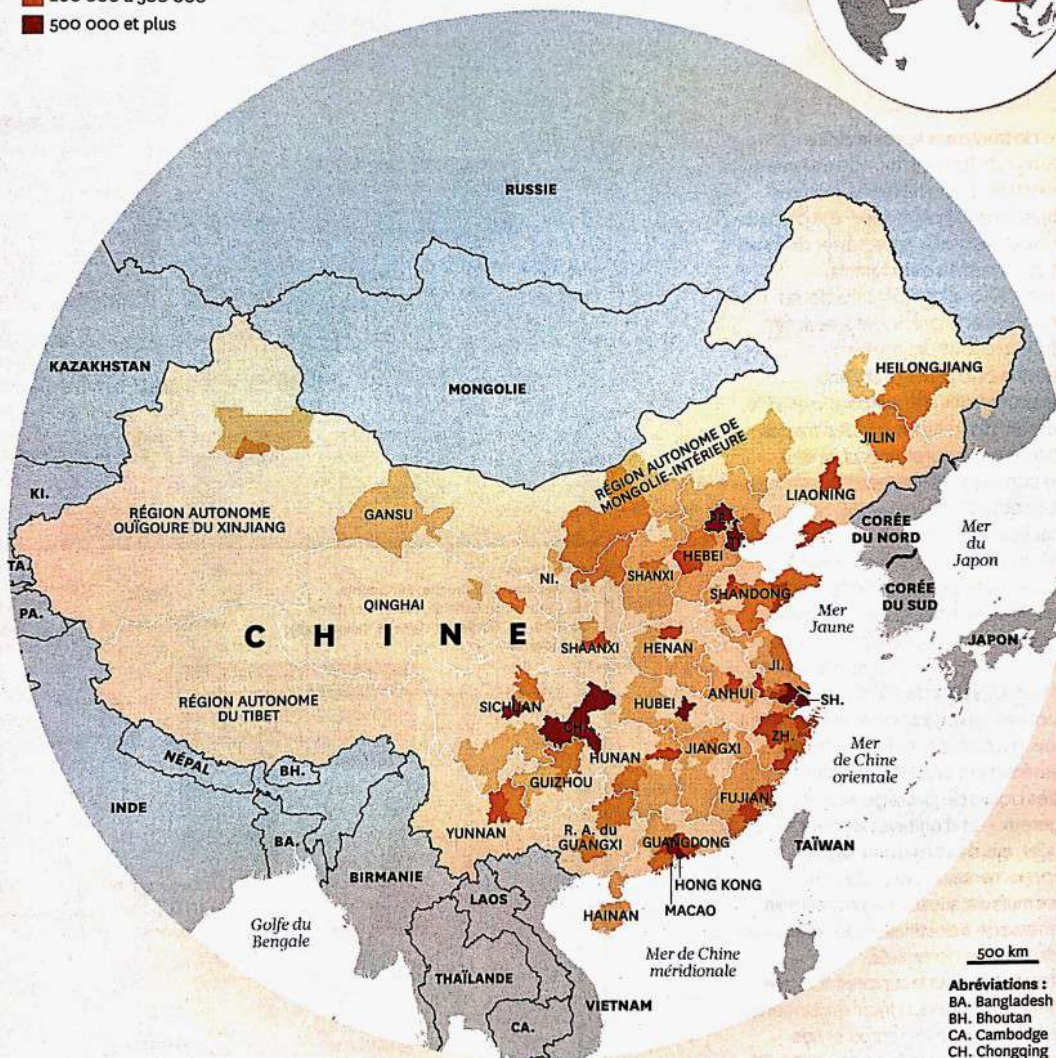 500 000 et plus
RUSSIE
KAZAKHSTAN
MONGOLIE
HEILONGJIANG
JILIN
RÉGION AUTONOME DE
MONGOLIE-INTÉRIEURE
LIAONING
KI.
RÉGION AUTONOME
OUÏGOURE DU XINJIANG
GANSU
CORÉE
DU NORD
Mer
du
Japon
HEBEI
TA.
NI.
SHANXI
SHANDONG
CORÉE
DU SUD
PA.
QINGHAI
Mer
Jaune
JAPON
CHINE
SHAANXI
HENAN
JI.
RÉGION AUTONOME
DU TIBET
SICHUAN
CH.
HUBEI
ANHUI
SH.
ZH.
NÉPAL
BH.
HUNAN
JIANGXI
Mer
de Chine
orientale
INDE
GUIZHOU
FUJIAN
BA.
YUNNAN
R. A. du
GUANGXI
GUANGDONG
TAÏWAN
BIRMANIE
LAOS
HONG KONG
MACAO
HAINAN
Golfe du
Bengale
Mer de Chine
méridionale
500 km
THAÏLANDE
VIETNAM
CA.
Abréviations :
BA. Bangladesh
BH. Bhoutan
CA. Cambodge
CH. Chongqing